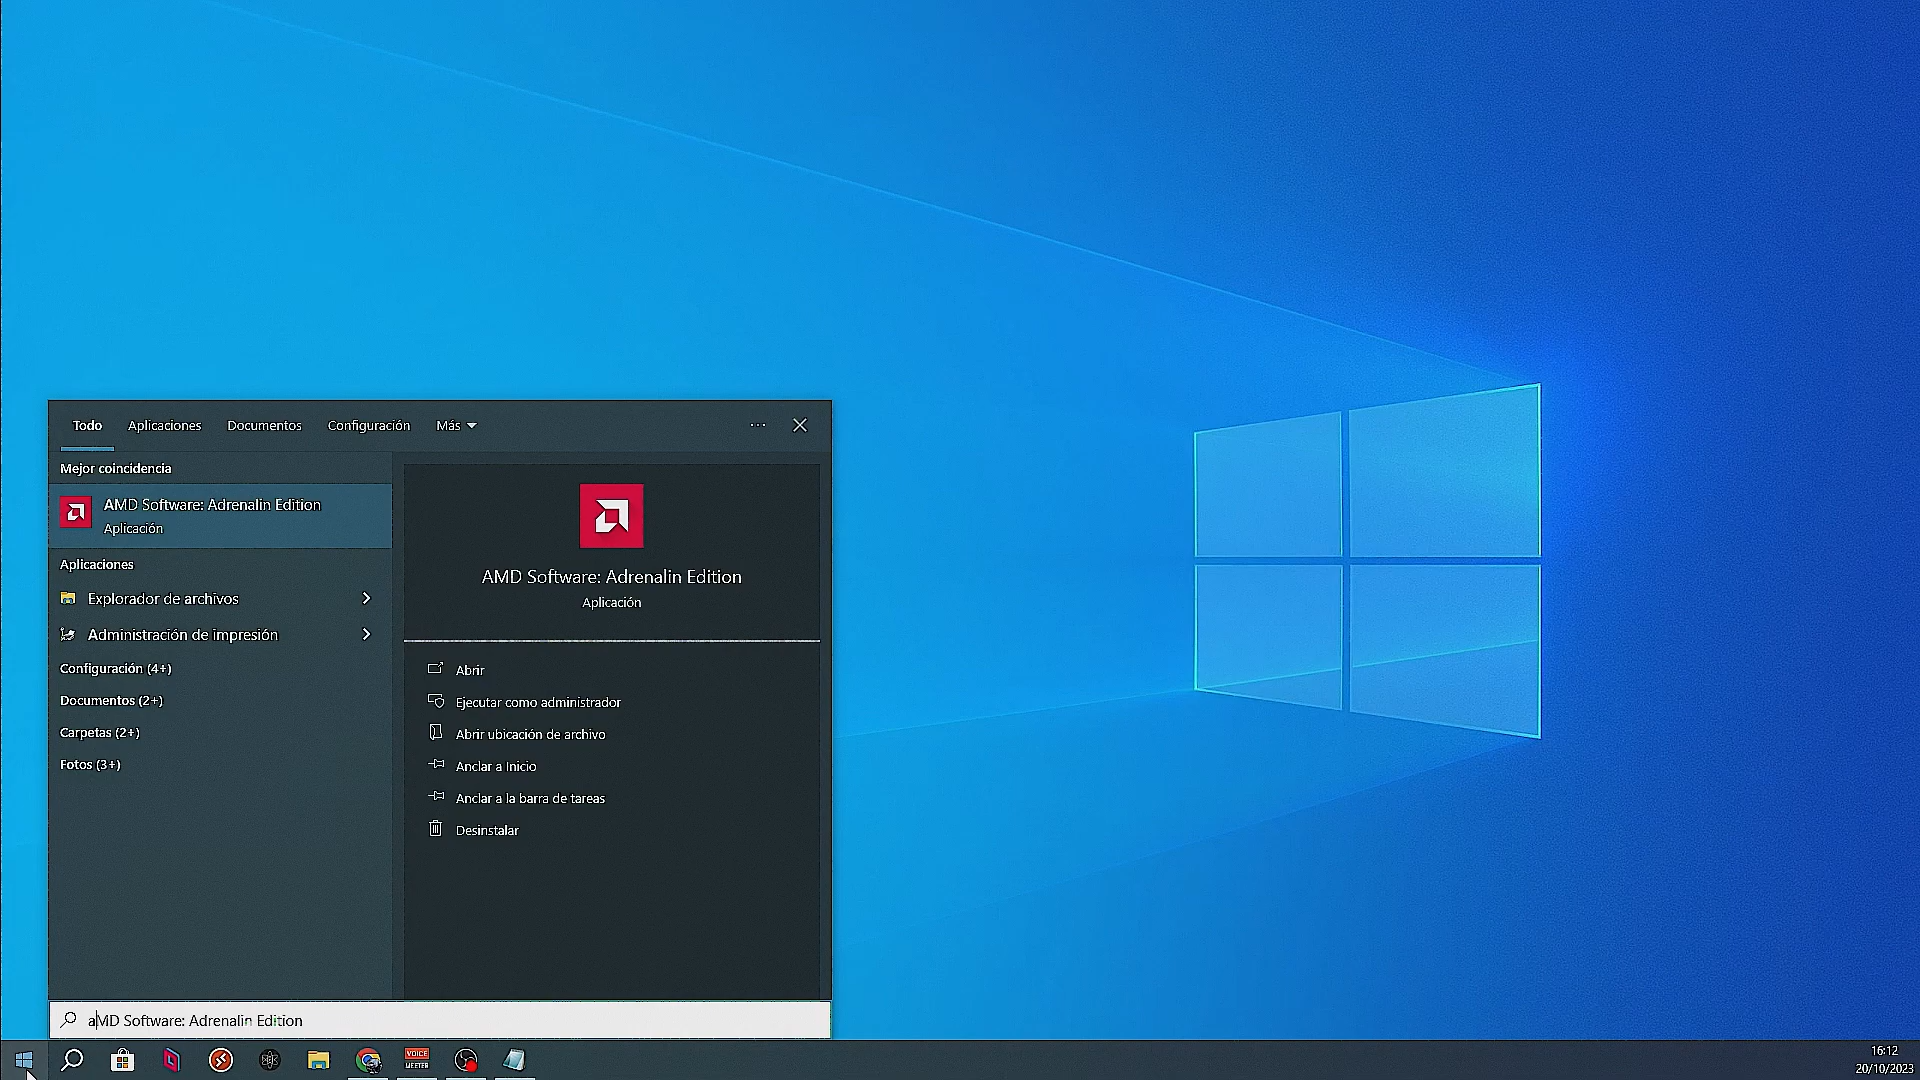 Todo Aplicaciones Documentos Configuración Más ...
Mejor coincidencia
AMD Software: Adrenalin Edition
Aplicación
Aplicaciones
Explorador de archivos
Administración de impresión
Configuración (4+)
Documentos (2+)
Carpetas (2+)
Fotos (3+)
AMD Software: Adrenalin Edition
Aplicación
Abrir
Ejecutar como administrador
Abrir ubicación de archivo
Anclar a Inicio
Anclar a la barra de tareas
Desinstalar
aMD Software: Adrenalin Edition
VOICE
MEETER
16:12
20/10/2023